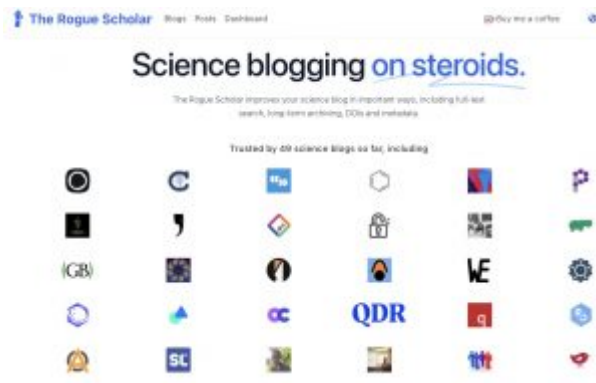 The Rogue Scholar Blogs Posts Dashboard Buy me a coffee
Science blogging on steroids.
The Rogue Scholar improves your science blog in important ways, including full-text
search, long-term archiving, DOIs and metadata.
Trusted by 49 science blogs so far, including
C
(GB) WE
OC QDR q
SC